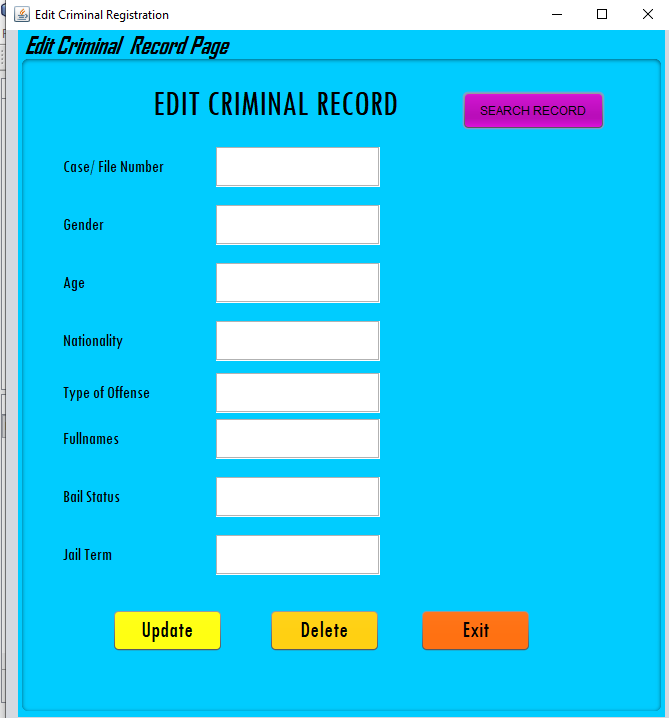 Edit Criminal Registration
Edit Criminal Record Page
EDIT CRIMINAL RECORD
SEARCH RECORD
Case/ File Number
Gender
Age
Nationality
Type of Offense
Fullnames
Bail Status
Jail Term
Update Delete Exit